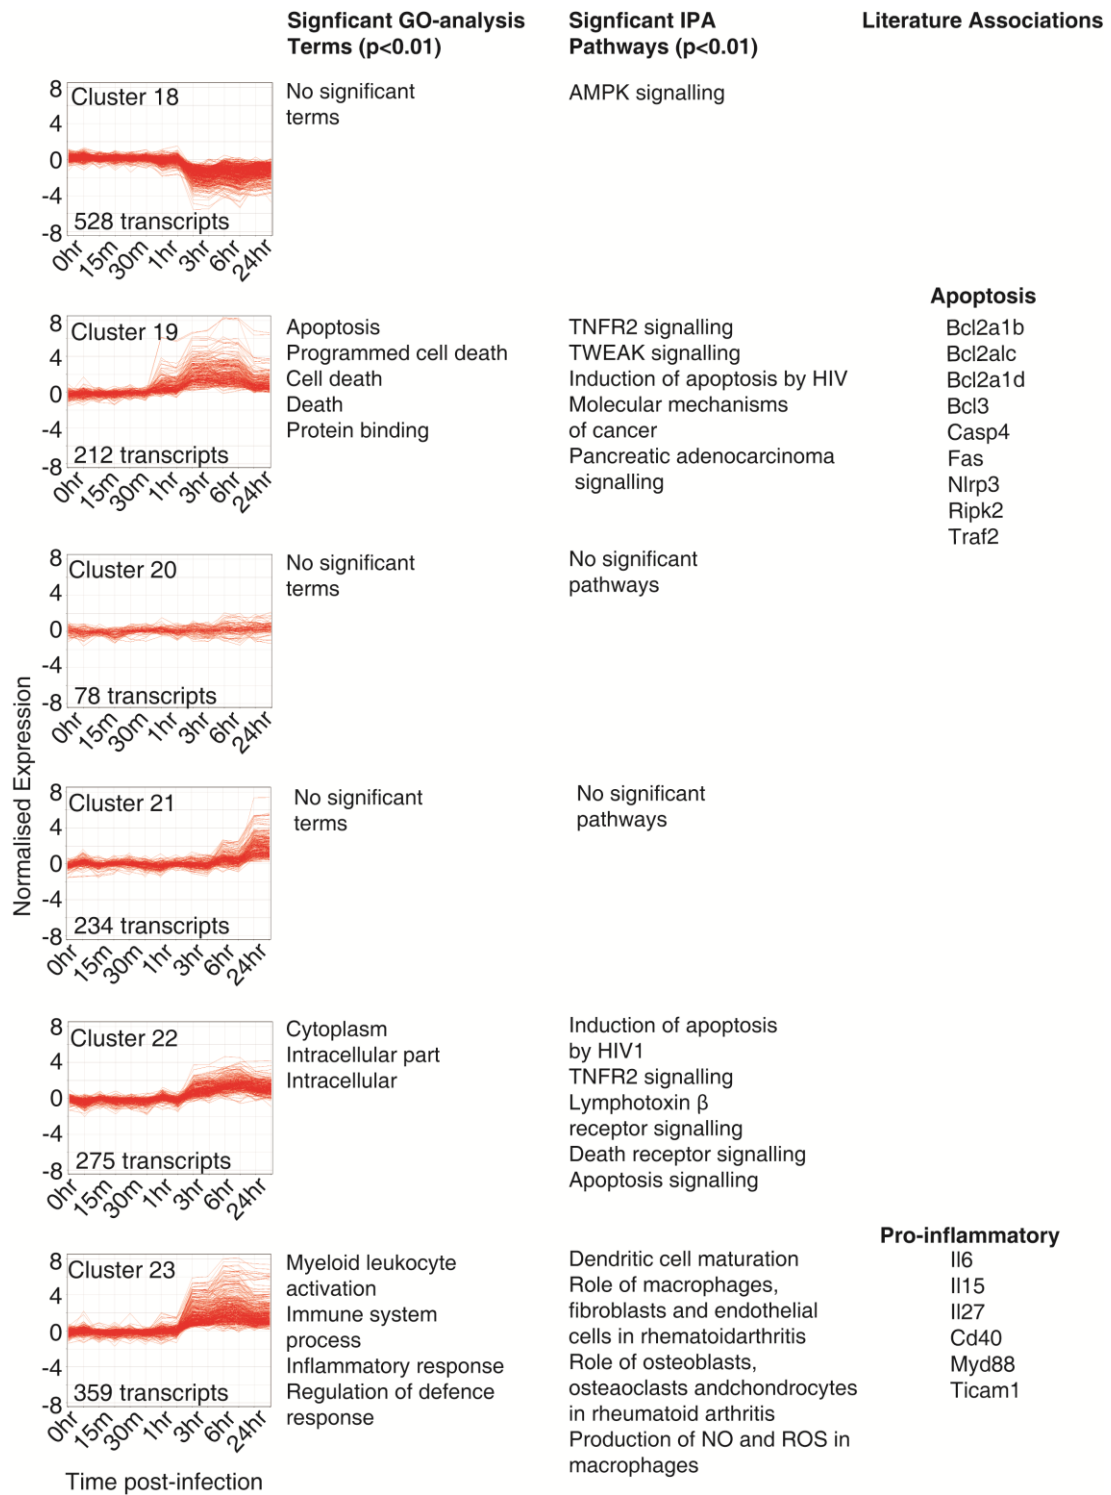 Signficant GO-analysis
Terms (p<0.01)
Signficant IPA
Pathways (p<0.01)
Literature Associations
Normalised Expression
8
4
0
-4
-8
Cluster 18
528 transcripts
0hr
15m
30m
1hr
3hr
6hr
24hr
No significant
terms
AMPK signalling
8
4
0
-4
-8
Cluster 19
212 transcripts
0hr
15m
30m
1hr
3hr
6hr
24hr
Apoptosis
Programmed cell death
Cell death
Death
Protein binding
TNFR2 signalling
TWEAK signalling
Induction of apoptosis by HIV
Molecular mechanisms
of cancer
Pancreatic adenocarcinoma
signalling
Apoptosis
Bcl2a1b
Bcl2alc
Bcl2a1d
Bcl3
Casp4
Fas
Nlrp3
Ripk2
Traf2
8
4
0
-4
-8
Cluster 20
78 transcripts
0hr
15m
30m
1hr
3hr
6hr
24hr
No significant
terms
No significant
pathways
8
4
0
-4
-8
Cluster 21
234 transcripts
0hr
15m
30m
1hr
3hr
6hr
24hr
No significant
terms
No significant
pathways
8
4
0
-4
-8
Cluster 22
275 transcripts
0hr
15m
30m
1hr
3hr
6hr
24hr
Cytoplasm
Intracellular part
Intracellular
Induction of apoptosis
by HIV1
TNFR2 signalling
Lymphotoxin β
receptor signalling
Death receptor signalling
Apoptosis signalling
8
4
0
-4
-8
Cluster 23
359 transcripts
0hr
15m
30m
1hr
3hr
6hr
24hr
Myeloid leukocyte
activation
Immune system
process
Inflammatory response
Regulation of defence
response
Dendritic cell maturation
Role of macrophages,
fibroblasts and endothelial
cells in rhematoidarthritis
Role of osteoblasts,
osteaoclasts andchondrocytes
in rheumatoid arthritis
Production of NO and ROS in
macrophages
Pro-inflammatory
Il6
Il15
Il27
Cd40
Myd88
Ticam1
Time post-infection